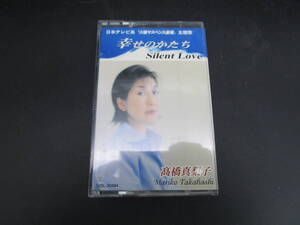 日本テレビ系「火曜サスペンス劇場」主題歌
幸せのかたち
Silent Love
髙橋真梨子
Mariko Takahashi